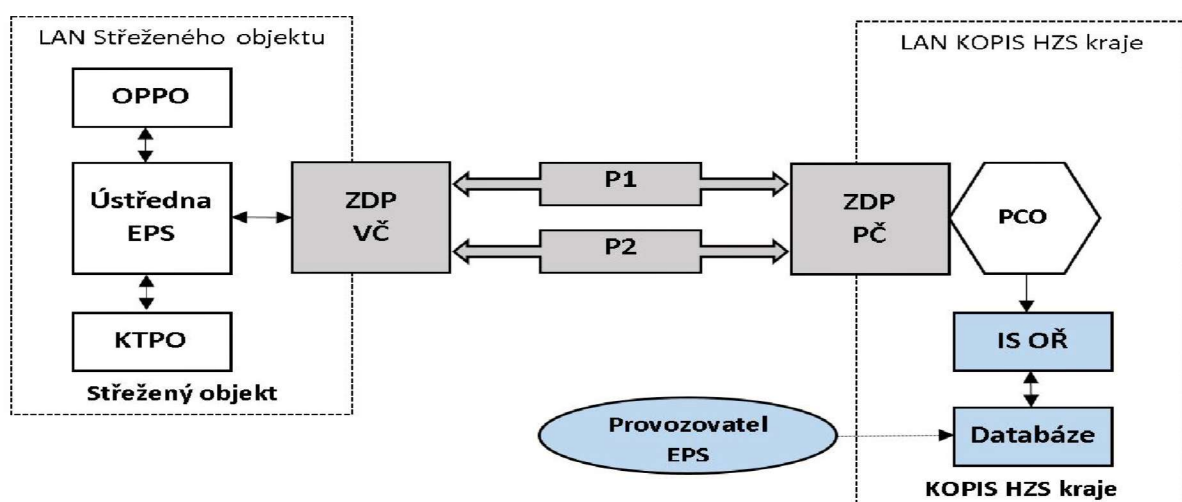 LAN Střeženého objektu
OPPO
Ústředna
EPS
KTPO
Střežený objekt
ZDP
VČ
P1
P2
ZDP
PČ
LAN KOPIS HZS kraje
PCO
IS OŘ
Databáze
KOPIS HZS kraje
Provozovatel
EPS